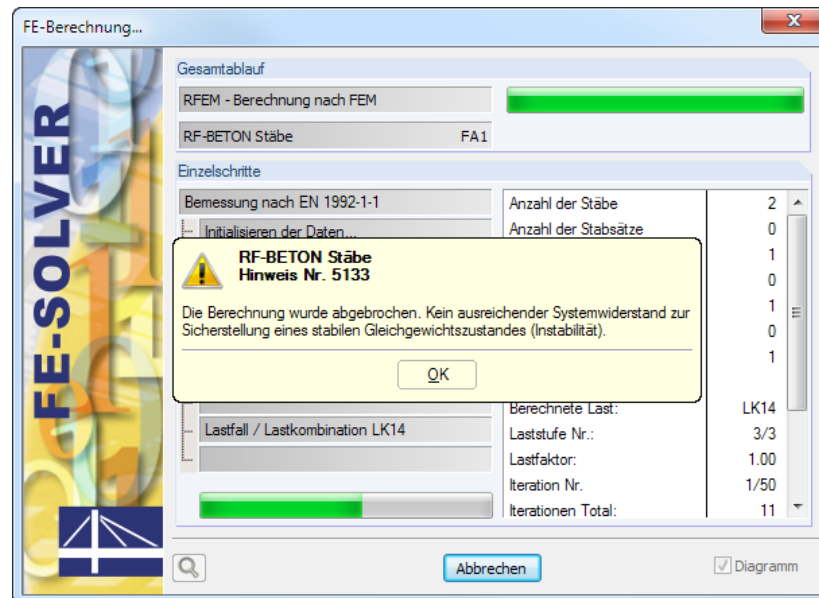 FE-Berechnung...
FE-SOLVER
Gesamtablauf
RFEM - Berechnung nach FEM
RF-BETON Stäbe FA1
Einzelschritte
Bemessung nach EN 1992-1-1
Initialisieren der Daten...
Anzahl der Stäbe 2
Anzahl der Stabsätze 0
1
0
1
0
1
RF-BETON Stäbe
Hinweis Nr. 5133
Die Berechnung wurde abgebrochen. Kein ausreichender Systemwiderstand zur
Sicherstellung eines stabilen Gleichgewichtszustandes (Instabilität).
OK
Lastfall / Lastkombination LK14
Berechnete Last: LK14
Laststufe Nr.: 3/3
Lastfaktor: 1.00
Iteration Nr. 1/50
Iterationen Total: 11
Abbrechen
Diagramm